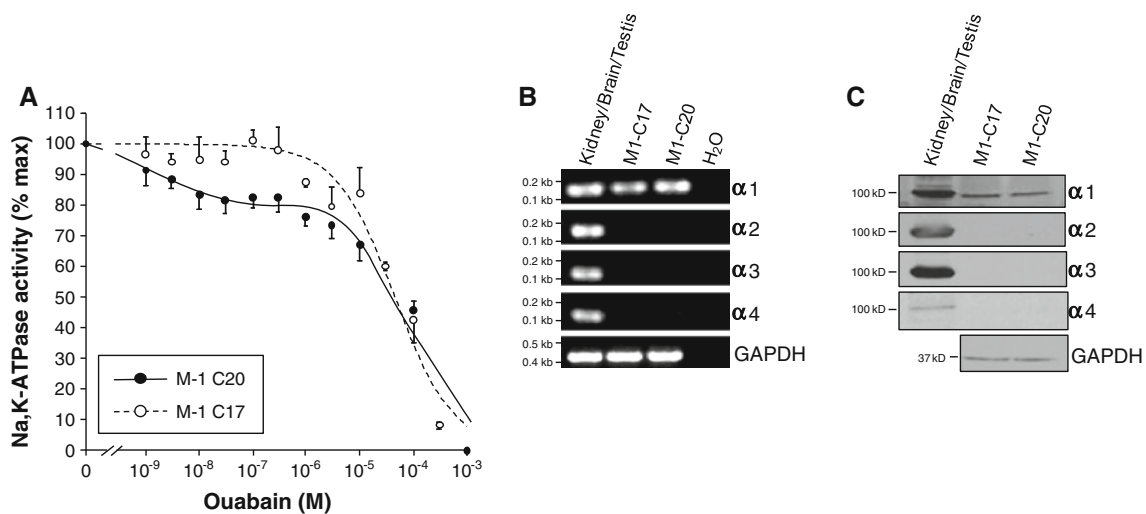 A
Na,K-ATPase activity (% max)
110
100
90
80
70
60
50
40
30
20
10
0
M-1 C20
M-1 C17
0 10⁻⁹ 10⁻⁸ 10⁻⁷ 10⁻⁶ 10⁻⁵ 10⁻⁴ 10⁻³
Ouabain (M)
B
Kidney/Brain/Testis
M1-C17
M1-C20
H₂O
0.2 kb
0.1 kb
α1
0.2 kb
0.1 kb
α2
0.2 kb
0.1 kb
α3
0.2 kb
0.1 kb
α4
0.5 kb
0.4 kb
GAPDH
C
Kidney/Brain/Testis
M1-C17
M1-C20
100 kD
α1
100 kD
α2
100 kD
α3
100 kD
α4
37 kD
GAPDH